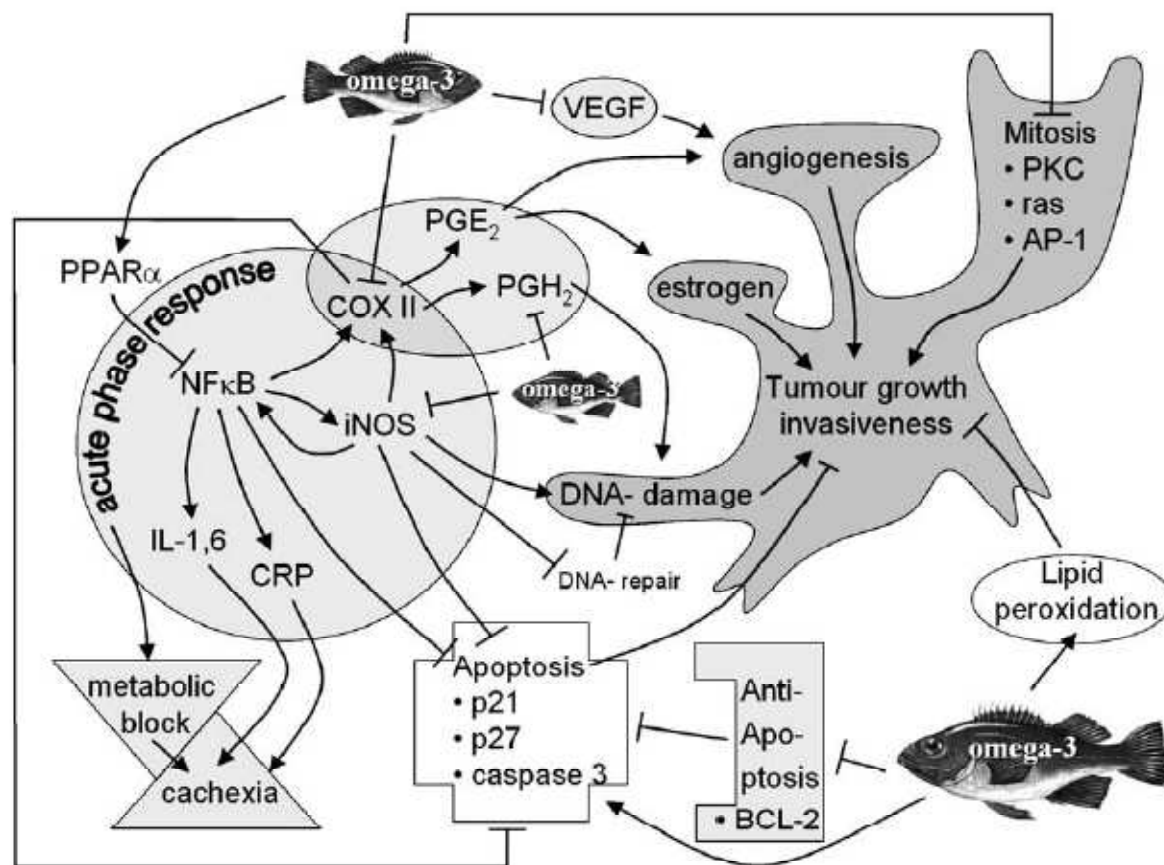 omega-3
VEGF
angiogenesis
Mitosis
• PKC
• ras
• AP-1
PGE2
PPARα
acute phase response
COX II
PGH2
estrogen
NFκB
omega-3
iNOS
Tumour growth
invasiveness
DNA- damage
IL-1,6
CRP
DNA- repair
Lipid
peroxidation
metabolic
block
cachexia
Apoptosis
• p21
• p27
• caspase 3
Anti-
Apo-
ptosis
• BCL-2
omega-3